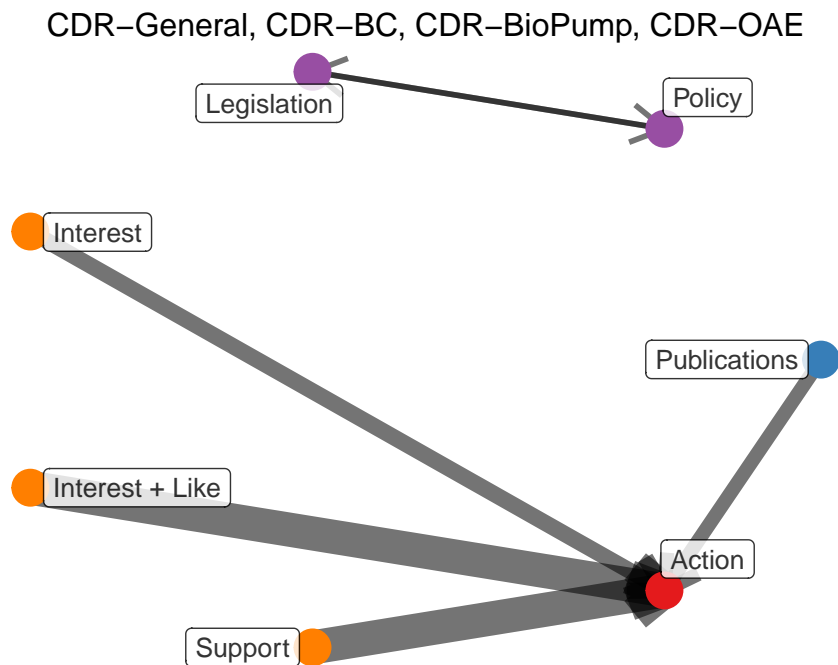 CDR−General, CDR−BC, CDR−BioPump, CDR−OAE
Legislation
Policy
Interest
Publications
Interest + Like
Action
Support